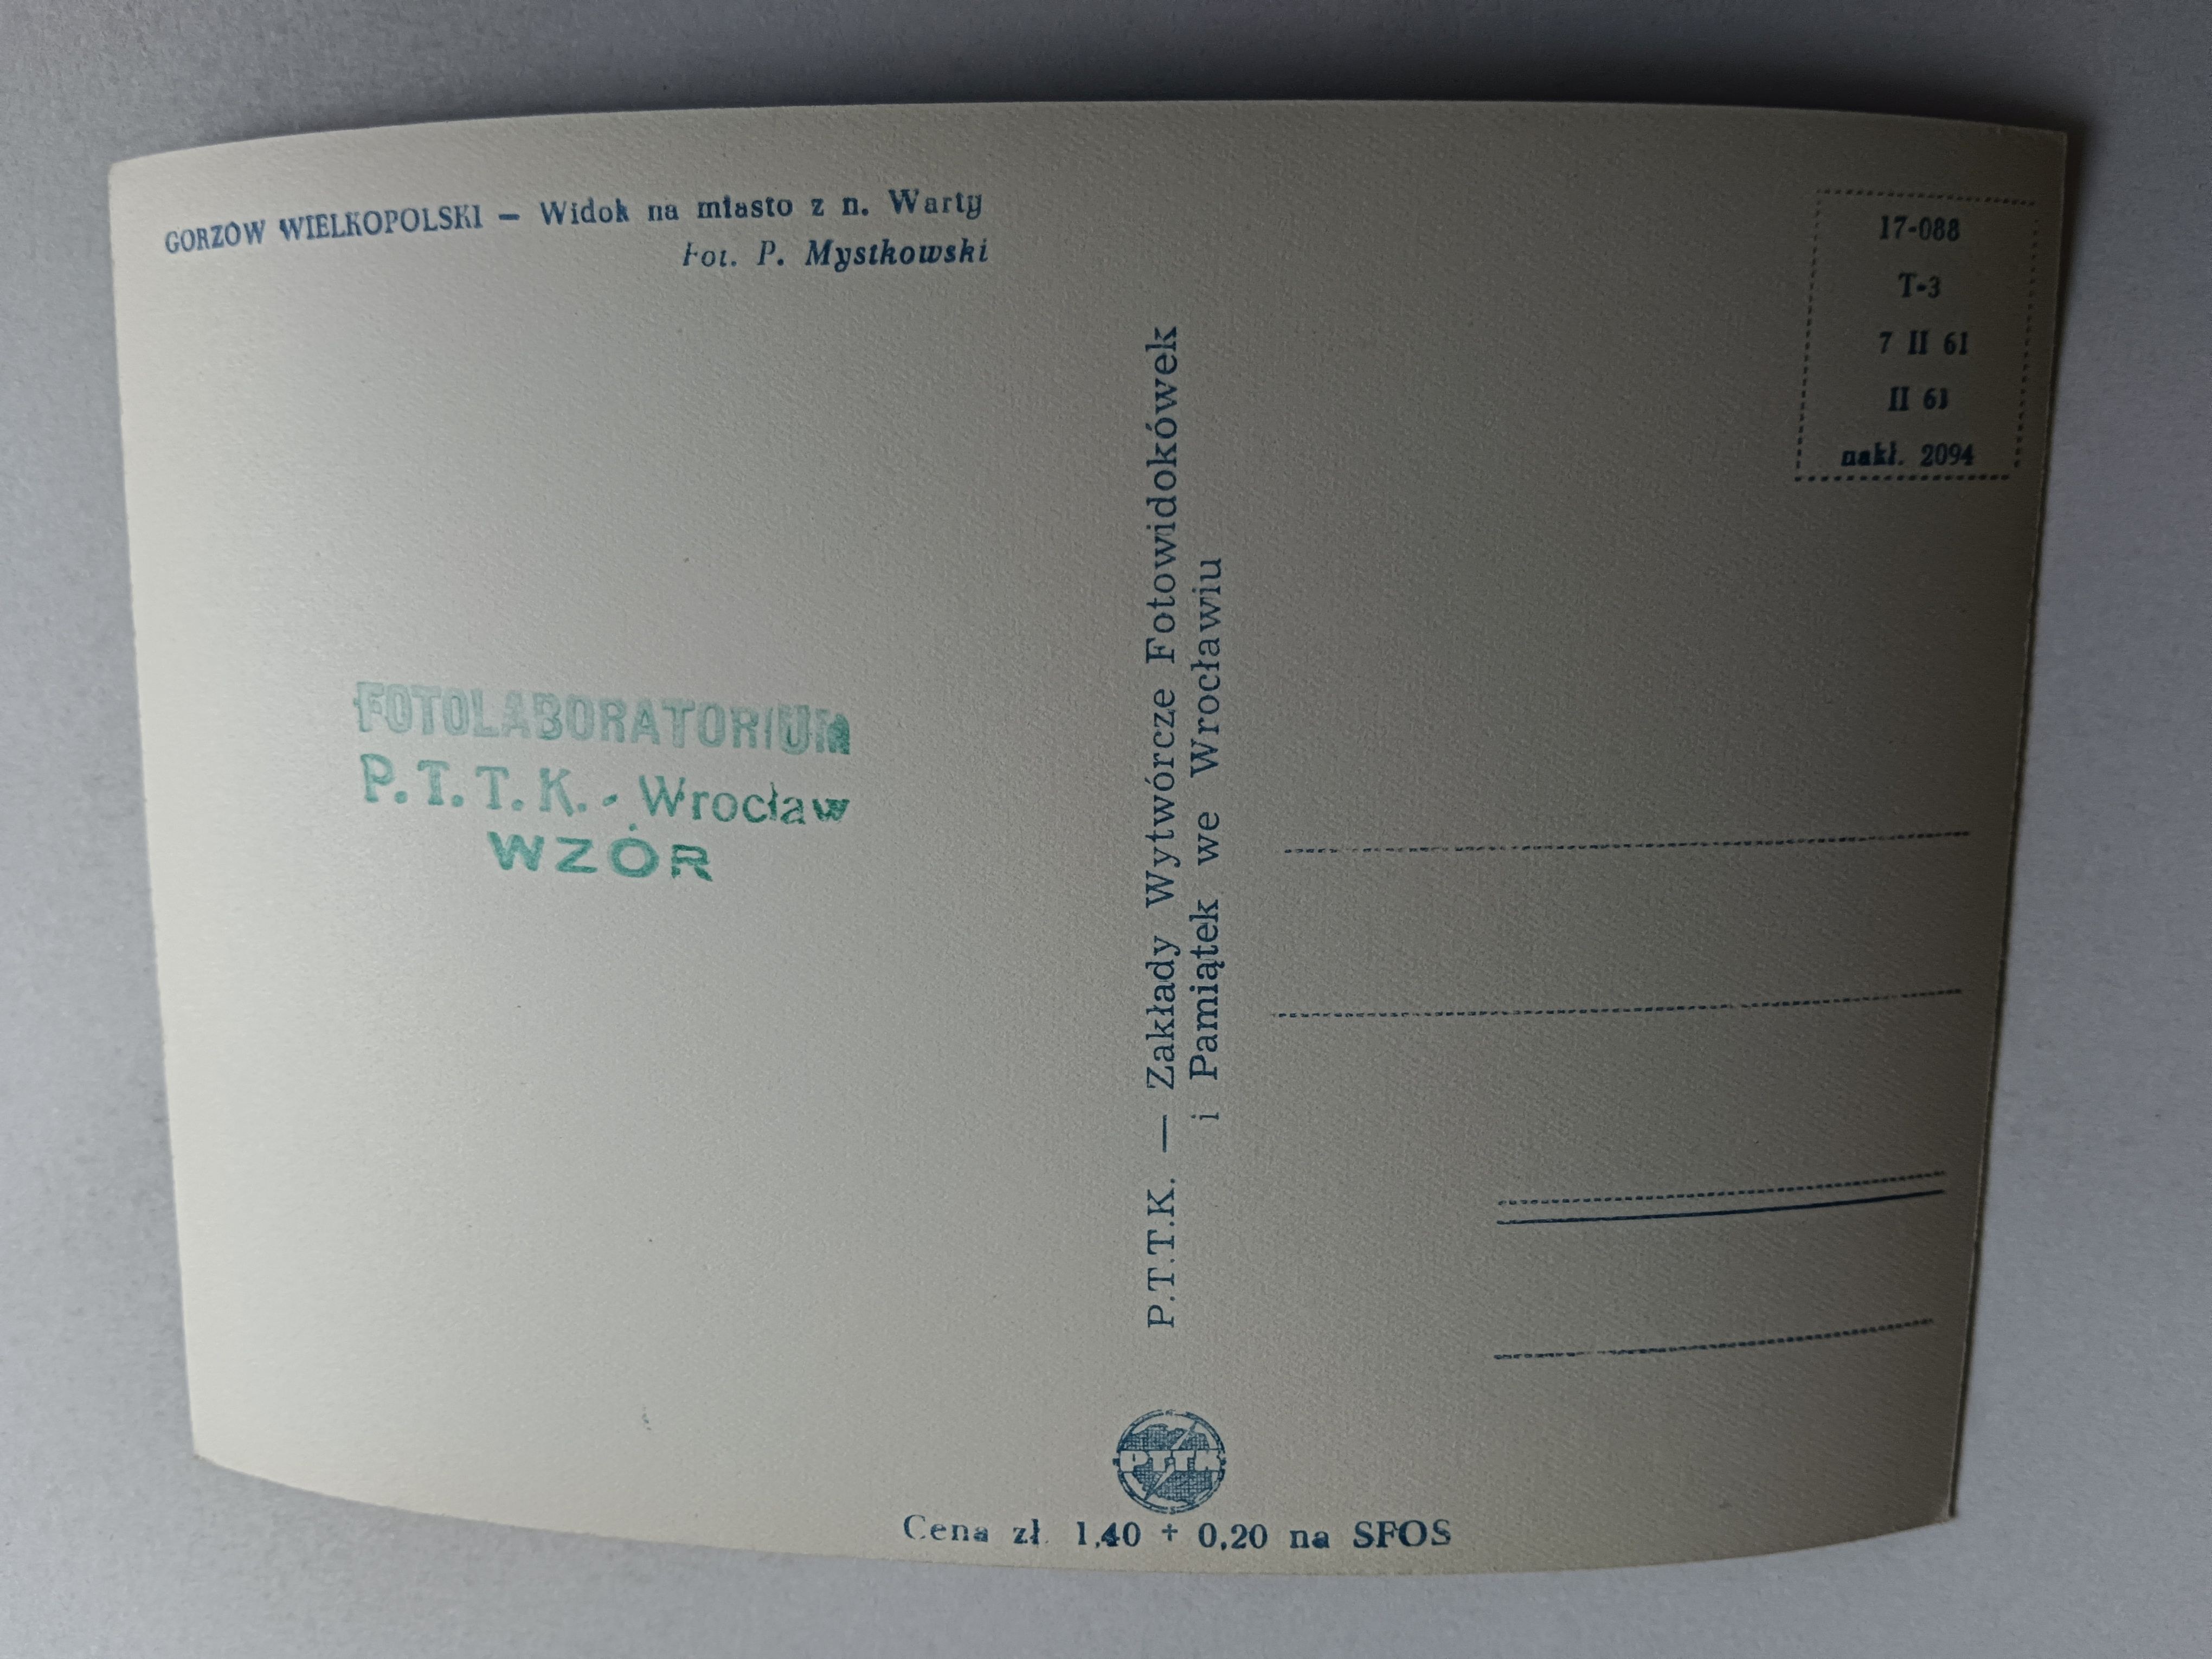 GORZÓW WIELKOPOLSKI — Widok na miasto z n. Warty
Fot. P. Mystkowski
17-088
T-3
7 II 61
II 61
nakł. 2094
FOTOLABORATORIUM
P.T.T.K. - Wrocław
WZÓR
P.T.T.K. — Zakłady Wytwórcze Fotowidokówek
i Pamiątek we Wrocławiu
PTTK
Cena zł. 1,40 + 0,20 na SFOS